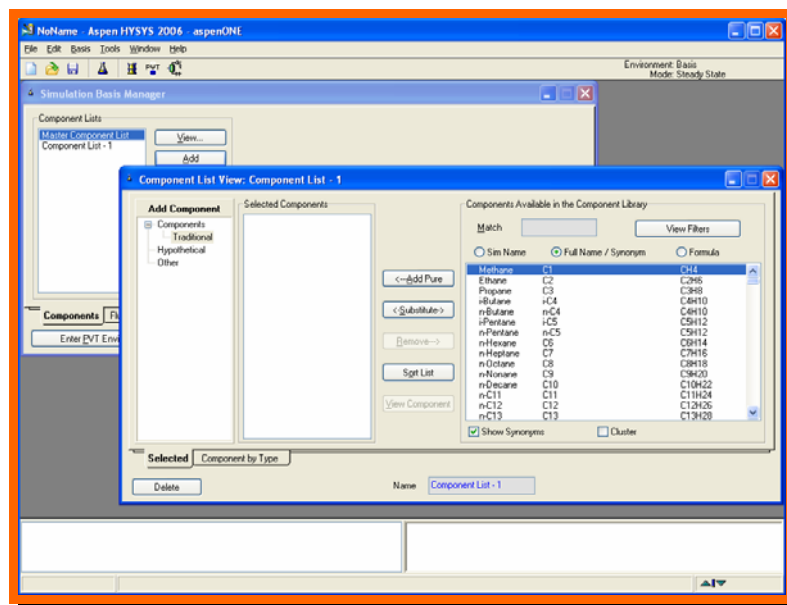 NoName - Aspen HYSYS 2006 - aspenONE
File Edit Basis Tools Window Help
PVT
Environment: Basis
Mode: Steady State
Simulation Basis Manager
Component Lists
Master Component List
Component List - 1
View...
Add
Components
Enter PVT
Component List View: Component List - 1
Add Component
Components
Traditional
Hypothetical
Other
Selected Components
<--Add Pure
<-Substitute->
Remove-->
Sort List
View Component
Components Available in the Component Library
Match
View Filters
Sim Name Full Name / Synonym Formula
Methane C1 CH4
Ethane C2 C2H6
Propane C3 C3H8
i-Butane i-C4 C4H10
n-Butane n-C4 C4H10
i-Pentane i-C5 C5H12
n-Pentane n-C5 C5H12
n-Hexane C6 C6H14
n-Heptane C7 C7H16
n-Octane C8 C8H18
n-Nonane C9 C9H20
n-Decane C10 C10H22
n-C11 C11 C11H24
n-C12 C12 C12H26
n-C13 C13 C13H28
Show Synonyms Cluster
Selected Component by Type
Delete
Name Component List - 1